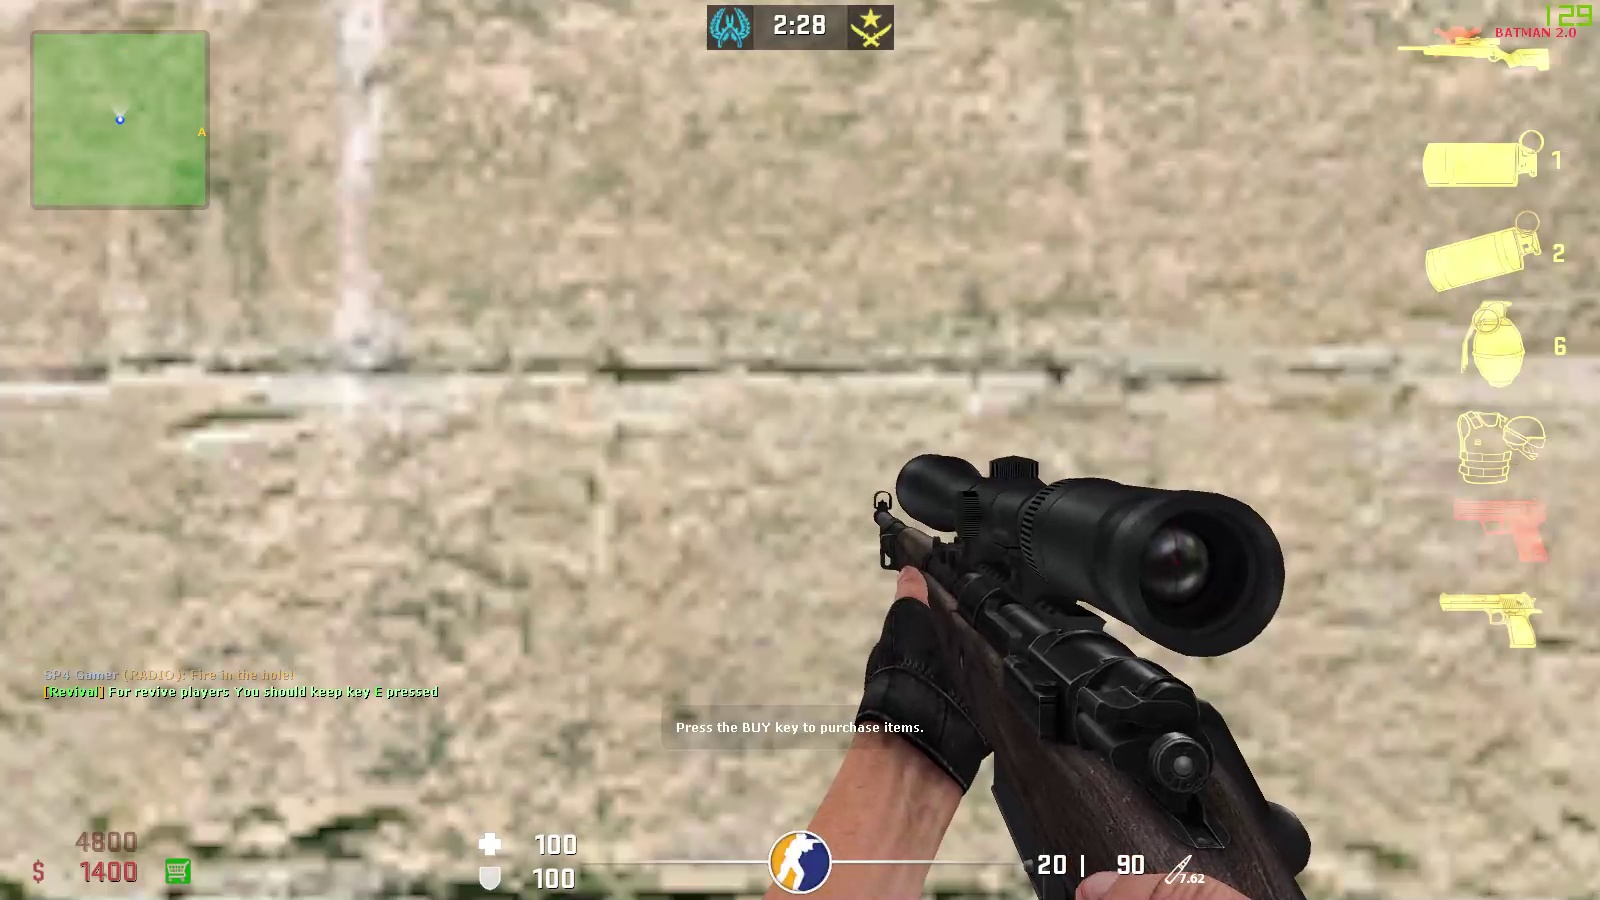 2:28
129
BATMAN 2.0
A
1
2
6
SP4 Gamer (RADIO): Fire in the hole!
[Revival] For revive players You should keep key E pressed
Press the BUY key to purchase items.
4800
$ 1400
100
100
20 | 90
7.62